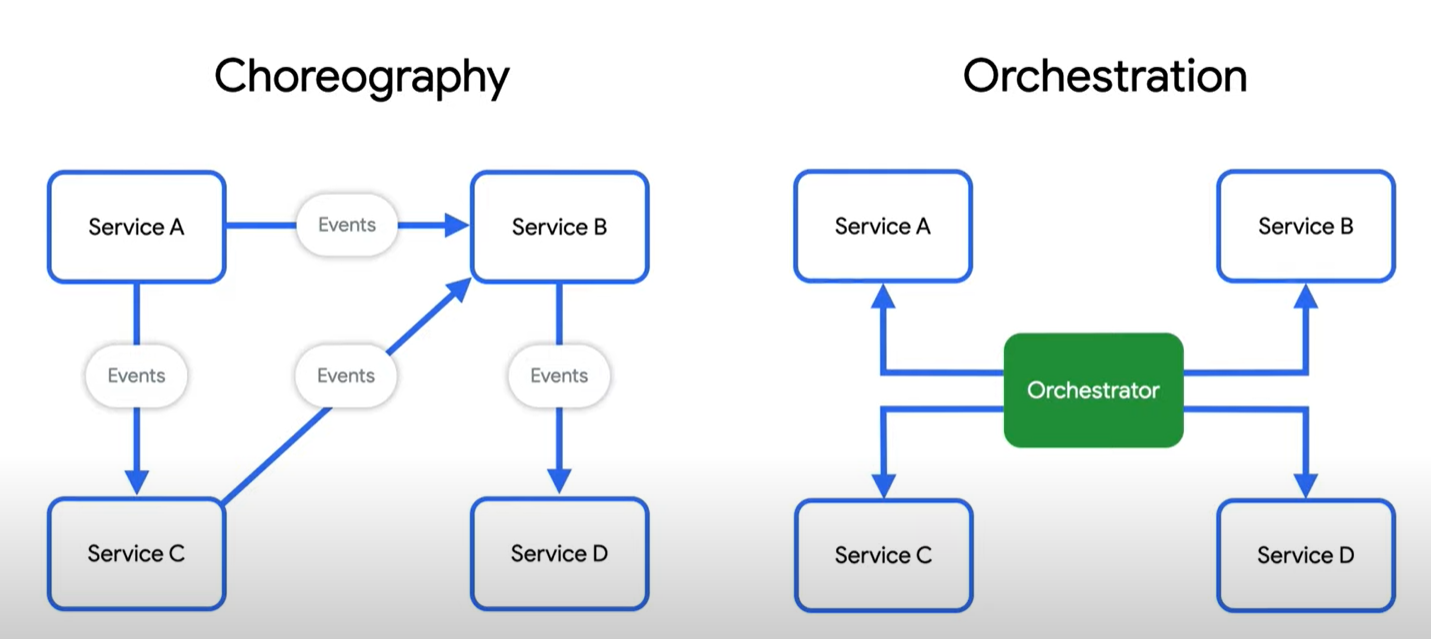 Choreography
Orchestration
Service A
Events
Service B
Events
Events
Events
Service C
Service D
Service A
Service B
Orchestrator
Service C
Service D